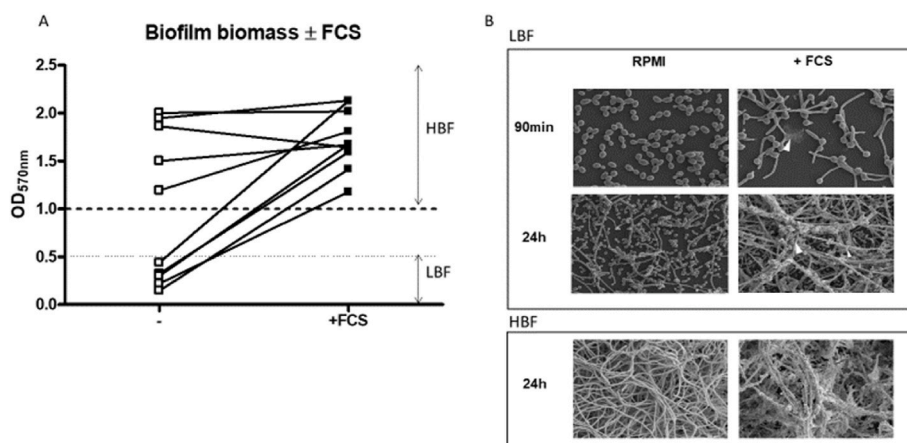 A
Biofilm biomass ± FCS
2.5
2.0
1.5
1.0
0.5
0.0
OD570nm
HBF
LBF
-
+FCS
B
LBF
RPMI
+ FCS
90min
24h
HBF
24h